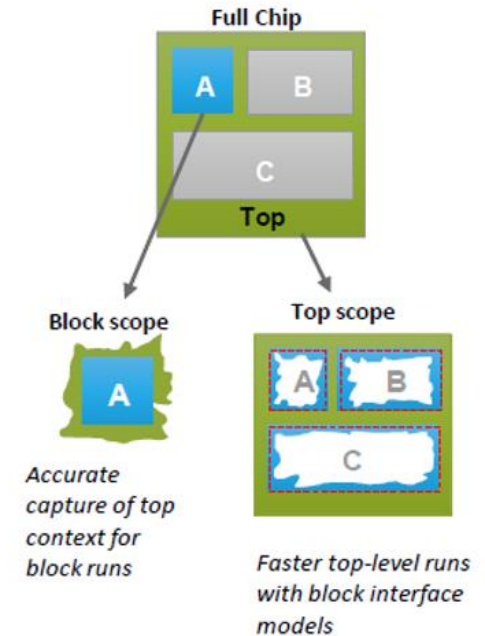 Full Chip
A
B
C
Top
Block scope
A
Accurate
capture of top
context for
block runs
Top scope
A
B
C
Faster top-level runs
with block interface
models